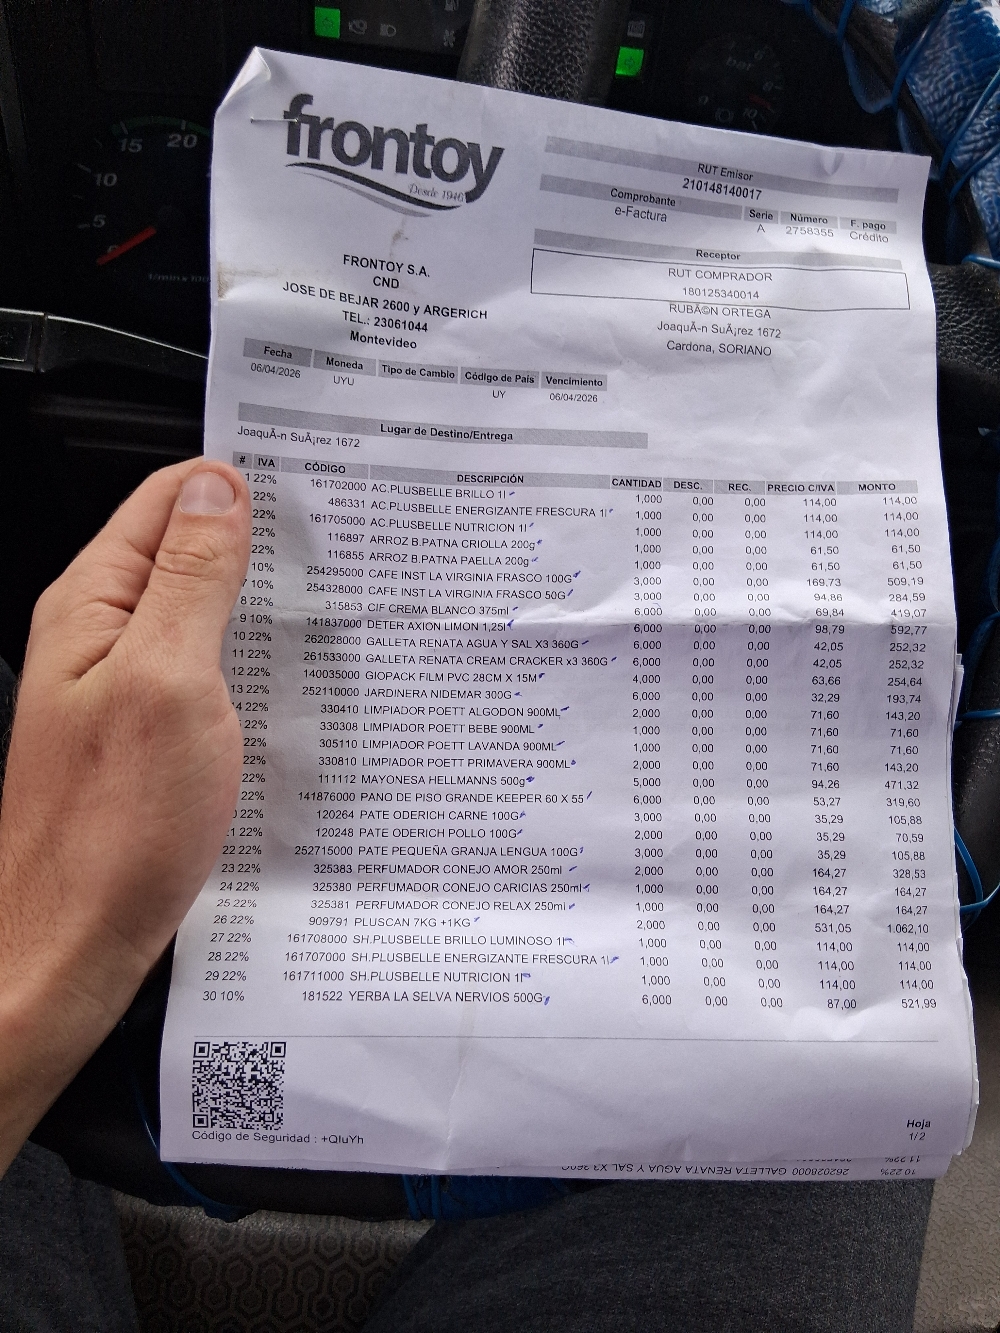 15 20
10
5
1/min x 100
bar
frontoy
Desde 1940
RUT Emisor
210148140017
Comprobante Serie Número F. pago
e-Factura A 2758355 Crédito
Receptor
RUT COMPRADOR
180125340014
RUBÃ©N ORTEGA
JoaquÃ-n SuÃ¡rez 1672
Cardona, SORIANO
FRONTOY S.A.
CND
JOSE DE BEJAR 2600 y ARGERICH
TEL.: 23061044
Montevideo
Fecha Moneda Tipo de Cambio Código de País Vencimiento
06/04/2026 UYU UY 06/04/2026
Lugar de Destino/Entrega
JoaquÃ-n SuÃ¡rez 1672
# IVA CÓDIGO DESCRIPCIÓN CANTIDAD DESC. REC. PRECIO C/IVA MONTO
1 22% 161702000 AC.PLUSBELLE BRILLO 1l 1,000 0,00 0,00 114,00 114,00
22% 486331 AC.PLUSBELLE ENERGIZANTE FRESCURA 1l 1,000 0,00 0,00 114,00 114,00
22% 161705000 AC.PLUSBELLE NUTRICION 1l 1,000 0,00 0,00 114,00 114,00
22% 116897 ARROZ B.PATNA CRIOLLA 200g 1,000 0,00 0,00 61,50 61,50
22% 116855 ARROZ B.PATNA PAELLA 200g 1,000 0,00 0,00 61,50 61,50
10% 254295000 CAFE INST LA VIRGINIA FRASCO 100G 3,000 0,00 0,00 169,73 509,19
7 10% 254328000 CAFE INST LA VIRGINIA FRASCO 50G 3,000 0,00 0,00 94,86 284,59
8 22% 315853 CIF CREMA BLANCO 375ml 6,000 0,00 0,00 69,84 419,07
9 10% 141837000 DETER AXION LIMON 1,25l 6,000 0,00 0,00 98,79 592,77
10 22% 262028000 GALLETA RENATA AGUA Y SAL X3 360G 6,000 0,00 0,00 42,05 252,32
11 22% 261533000 GALLETA RENATA CREAM CRACKER x3 360G 6,000 0,00 0,00 42,05 252,32
12 22% 140035000 GIOPACK FILM PVC 28CM X 15M 4,000 0,00 0,00 63,66 254,64
13 22% 252110000 JARDINERA NIDEMAR 300G 6,000 0,00 0,00 32,29 193,74
14 22% 330410 LIMPIADOR POETT ALGODON 900ML 2,000 0,00 0,00 71,60 143,20
22% 330308 LIMPIADOR POETT BEBE 900ML 1,000 0,00 0,00 71,60 71,60
22% 305110 LIMPIADOR POETT LAVANDA 900ML 1,000 0,00 0,00 71,60 71,60
22% 330810 LIMPIADOR POETT PRIMAVERA 900ML 2,000 0,00 0,00 71,60 143,20
22% 111112 MAYONESA HELLMANNS 500g 5,000 0,00 0,00 94,26 471,32
22% 141876000 PANO DE PISO GRANDE KEEPER 60 X 55 6,000 0,00 0,00 53,27 319,60
22% 120264 PATE ODERICH CARNE 100G 3,000 0,00 0,00 35,29 105,88
22% 120248 PATE ODERICH POLLO 100G 2,000 0,00 0,00 35,29 70,59
22 22% 252715000 PATE PEQUEÑA GRANJA LENGUA 100G 3,000 0,00 0,00 35,29 105,88
23 22% 325383 PERFUMADOR CONEJO AMOR 250ml 2,000 0,00 0,00 164,27 328,53
24 22% 325380 PERFUMADOR CONEJO CARICIAS 250ml 1,000 0,00 0,00 164,27 164,27
25 22% 325381 PERFUMADOR CONEJO RELAX 250ml 1,000 0,00 0,00 164,27 164,27
26 22% 909791 PLUSCAN 7KG +1KG 2,000 0,00 0,00 531,05 1.062,10
27 22% 161708000 SH.PLUSBELLE BRILLO LUMINOSO 1l 1,000 0,00 0,00 114,00 114,00
28 22% 161707000 SH.PLUSBELLE ENERGIZANTE FRESCURA 1l 1,000 0,00 0,00 114,00 114,00
29 22% 161711000 SH.PLUSBELLE NUTRICION 1l 1,000 0,00 0,00 114,00 114,00
30 10% 181522 YERBA LA SELVA NERVIOS 500G 6,000 0,00 0,00 87,00 521,99
Código de Seguridad : +QIuYh
Hoja
1/2
11 22%
10 22% 262028000 GALLETA RENATA AGUA Y SAL X3 360G